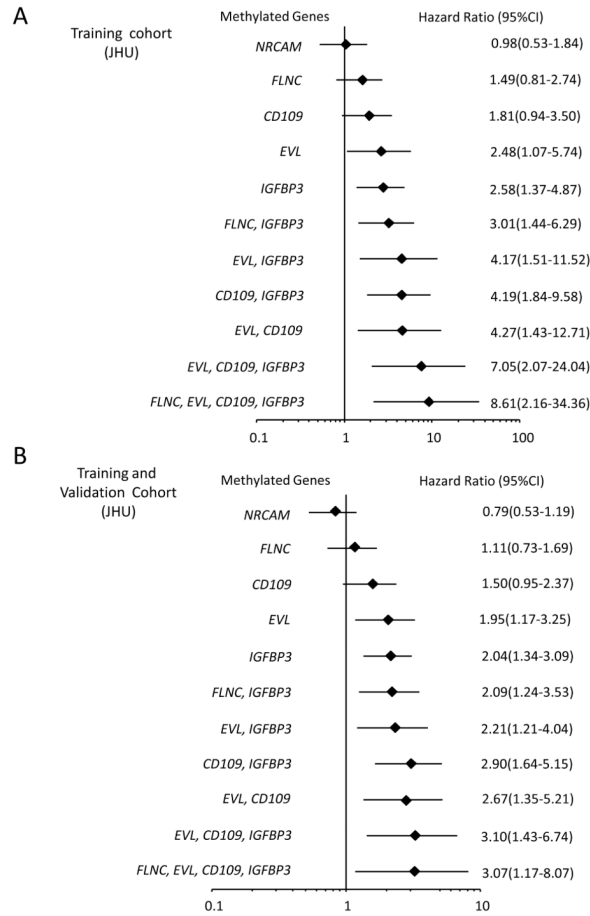 A
Training cohort
(JHU)
Methylated Genes
Hazard Ratio (95%CI)
NRCAM 0.98(0.53-1.84)
FLNC 1.49(0.81-2.74)
CD109 1.81(0.94-3.50)
EVL 2.48(1.07-5.74)
IGFBP3 2.58(1.37-4.87)
FLNC, IGFBP3 3.01(1.44-6.29)
EVL, IGFBP3 4.17(1.51-11.52)
CD109, IGFBP3 4.19(1.84-9.58)
EVL, CD109 4.27(1.43-12.71)
EVL, CD109, IGFBP3 7.05(2.07-24.04)
FLNC, EVL, CD109, IGFBP3 8.61(2.16-34.36)
0.1 1 10 100
B
Training and
Validation Cohort
(JHU)
Methylated Genes
Hazard Ratio (95%CI)
NRCAM 0.79(0.53-1.19)
FLNC 1.11(0.73-1.69)
CD109 1.50(0.95-2.37)
EVL 1.95(1.17-3.25)
IGFBP3 2.04(1.34-3.09)
FLNC, IGFBP3 2.09(1.24-3.53)
EVL, IGFBP3 2.21(1.21-4.04)
CD109, IGFBP3 2.90(1.64-5.15)
EVL, CD109 2.67(1.35-5.21)
EVL, CD109, IGFBP3 3.10(1.43-6.74)
FLNC, EVL, CD109, IGFBP3 3.07(1.17-8.07)
0.1 1 10